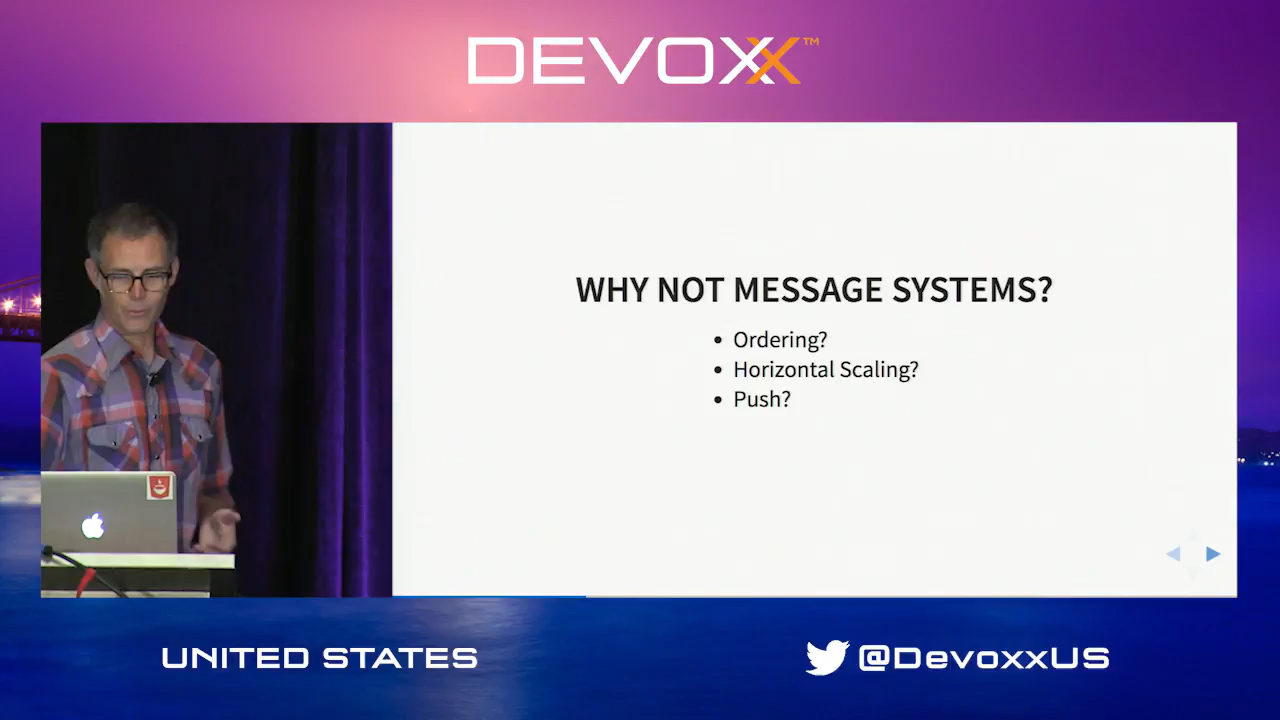 DEVOXX™
WHY NOT MESSAGE SYSTEMS?
• Ordering?
• Horizontal Scaling?
• Push?
UNITED STATES
@DevoxxUS